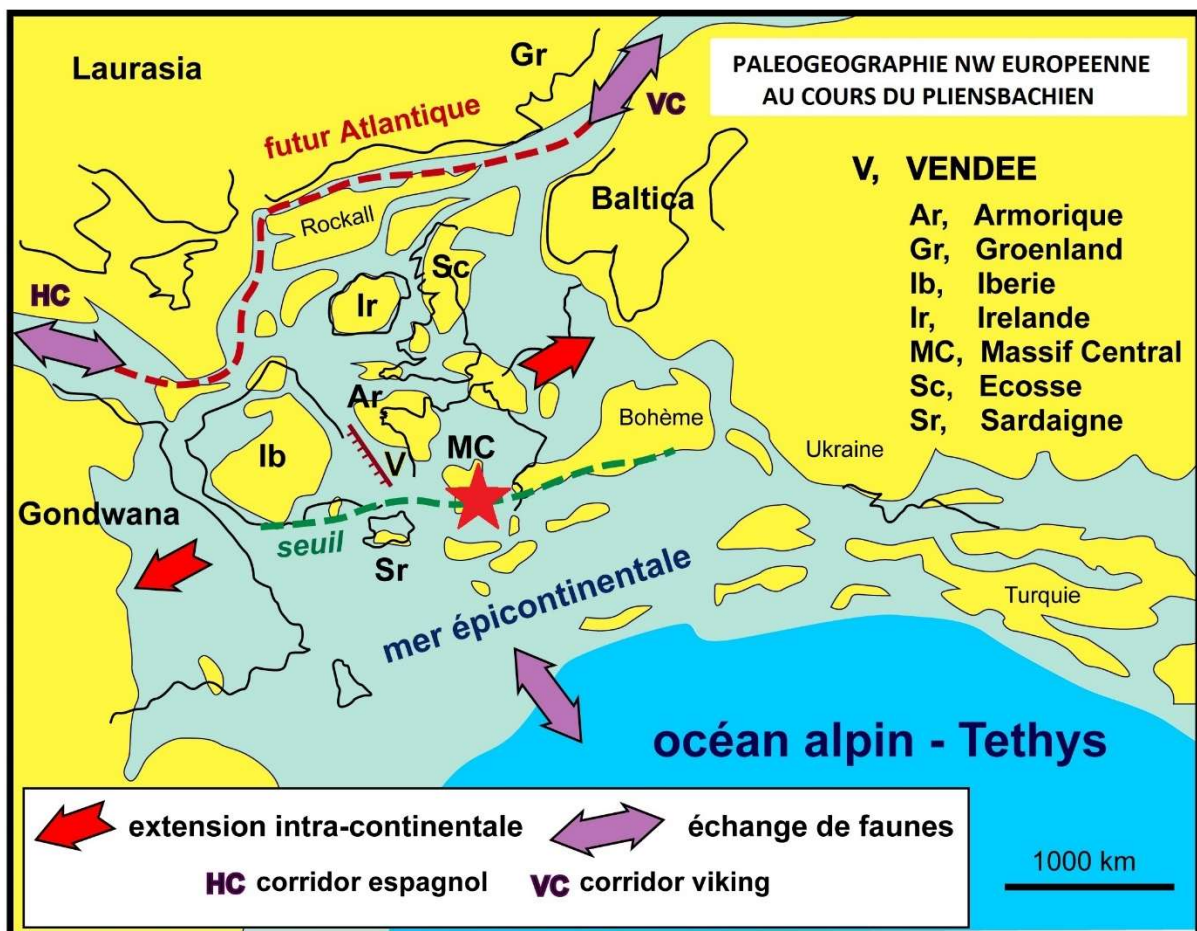 Laurasia
Gr
PALEOGEOGRAPHIE NW EUROPEENNE
AU COURS DU PLIENSBACHIEN
VC
futur Atlantique
V, VENDEE
Baltica
Rockall
Ar, Armorique
Gr, Groenland
Sc
Ib, Iberie
HC
Ir
Ir, Irelande
MC, Massif Central
Sc, Ecosse
Ar
Sr, Sardaigne
Bohème
MC
Ib
V
Ukraine
Gondwana
seuil
Sr
Turquie
mer épicontinentale
océan alpin - Tethys
extension intra-continentale
échange de faunes
1000 km
HC corridor espagnol
VC corridor viking